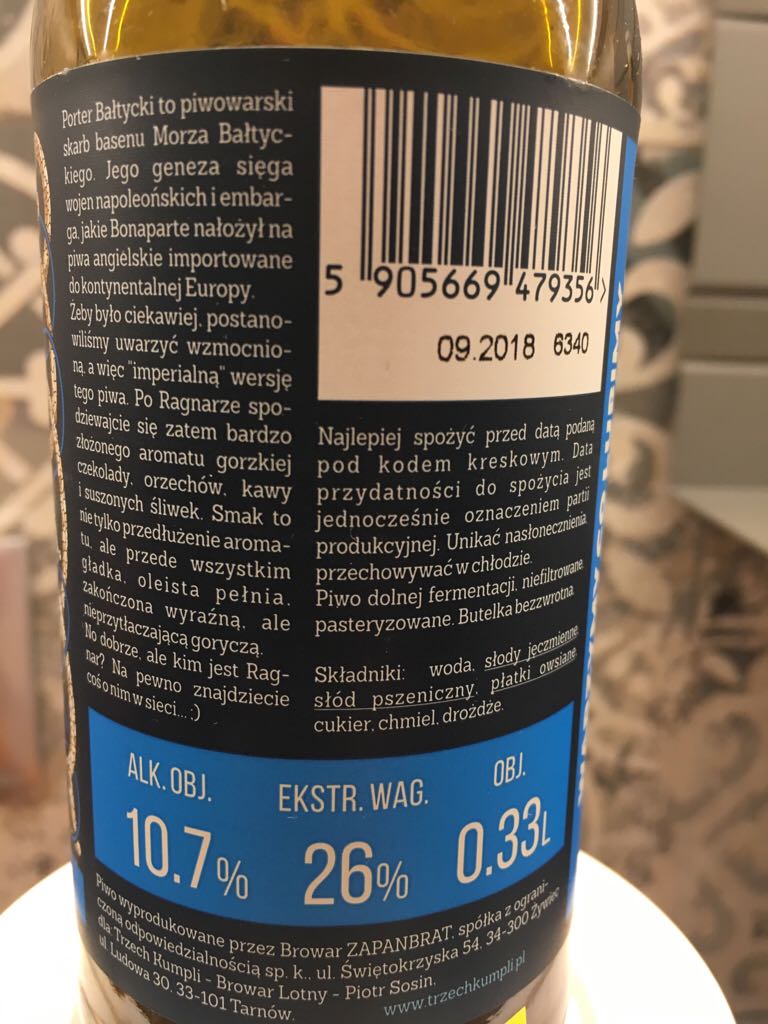 Porter Bałtycki to piwowarski
skarb basenu Morza Bałtyc-
kiego. Jego geneza sięga
wojen napoleońskich i embar-
ga, jakie Bonaparte nałożył na
piwa angielskie importowane
do kontynentalnej Europy.
Żeby było ciekawiej, postano-
wiliśmy uwarzyć wzmocnio-
ną, a więc "imperialną" wersję
tego piwa. Po Ragnarze spo-
dziewajcie się zatem bardzo
złożonego aromatu gorzkiej
czekolady, orzechów, kawy
i suszonych śliwek. Smak to
nie tylko przedłużenie aroma-
tu, ale przede wszystkim
gładka, oleista pełnia,
zakończona wyraźną, ale
nieprzytłaczającą goryczą.
No dobrze, ale kim jest Rag-
nar? Na pewno znajdziecie
coś o nim w sieci... :)
5 905669 479356 >
09.2018 6340
Najlepiej spożyć przed datą podaną
pod kodem kreskowym. Data
przydatności do spożycia jest
jednocześnie oznaczeniem partii
produkcyjnej. Unikać nasłonecznienia,
przechowywać w chłodzie.
Piwo dolnej fermentacji, niefiltrowane,
pasteryzowane. Butelka bezzwrotna.
Składniki: woda, słody jęczmienne,
słód pszeniczny, płatki owsiane,
cukier, chmiel, drożdże.
ALK. OBJ. EKSTR. WAG. OBJ.
10.7% 26% 0.33L
Piwo wyprodukowane przez Browar ZAPANBRAT, spółka z ograni-
czoną odpowiedzialnością sp. k., ul. Świętokrzyska 54, 34-300 Żywiec
dla Trzech Kumpli - Browar Lotny - Piotr Sosin,
ul. Ludowa 30, 33-101 Tarnów.
www.trzechkumpli.pl